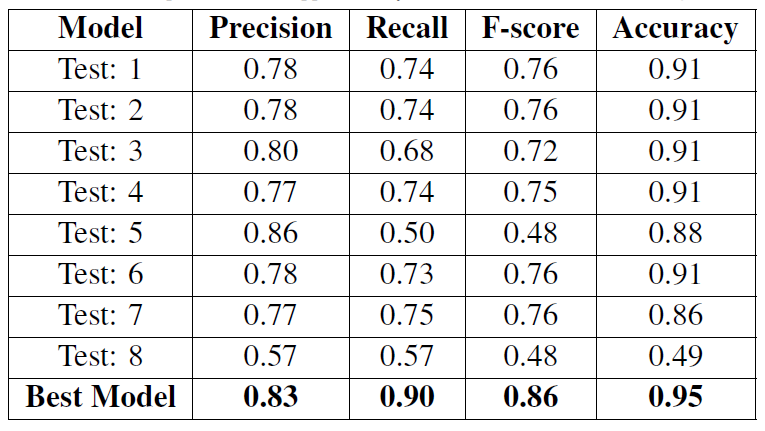 Model Precision Recall F-score Accuracy
Test: 1 0.78 0.74 0.76 0.91
Test: 2 0.78 0.74 0.76 0.91
Test: 3 0.80 0.68 0.72 0.91
Test: 4 0.77 0.74 0.75 0.91
Test: 5 0.86 0.50 0.48 0.88
Test: 6 0.78 0.73 0.76 0.91
Test: 7 0.77 0.75 0.76 0.86
Test: 8 0.57 0.57 0.48 0.49
Best Model 0.83 0.90 0.86 0.95